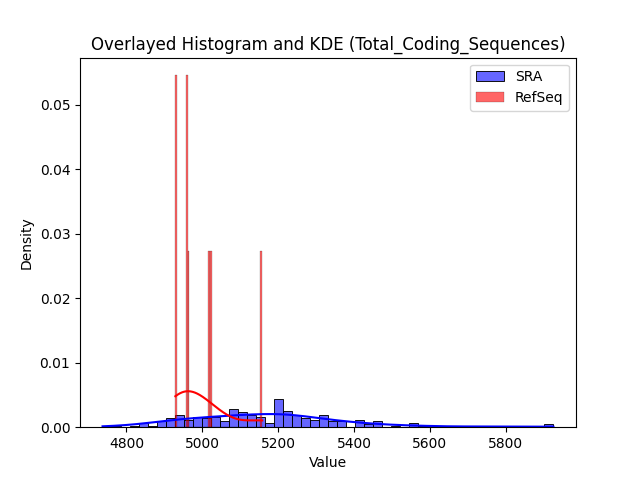 Overlayed Histogram and KDE (Total_Coding_Sequences)
SRA
RefSeq
0.05
0.04
0.03
0.02
0.01
0.00
Density
4800 5000 5200 5400 5600 5800
Value